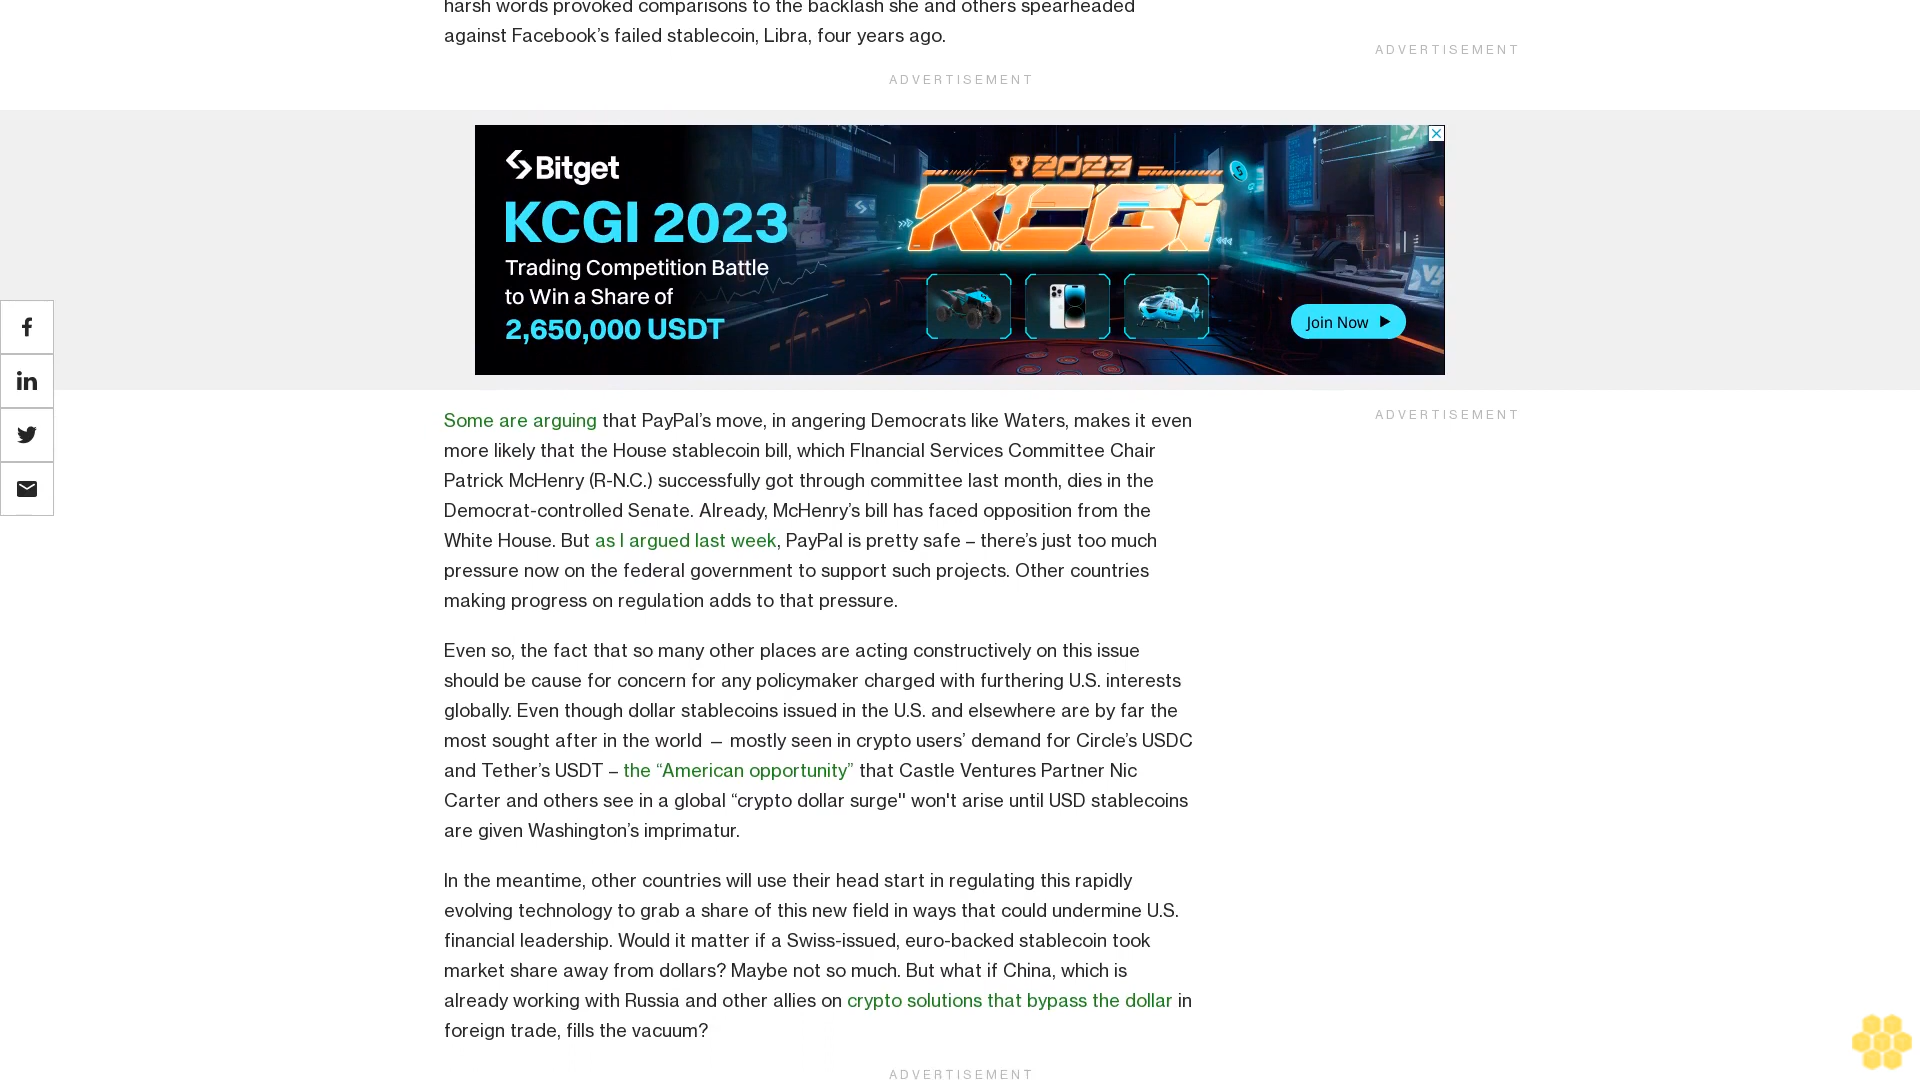 harsh words provoked comparisons to the backlash she and others spearheaded
against Facebook’s failed stablecoin, Libra, four years ago.
ADVERTISEMENT
ADVERTISEMENT
Bitget
KCGI 2023
Trading Competition Battle
to Win a Share of
2,650,000 USDT
2023
KCGI
Join Now
Some are arguing that PayPal’s move, in angering Democrats like Waters, makes it even
more likely that the House stablecoin bill, which FInancial Services Committee Chair
Patrick McHenry (R-N.C.) successfully got through committee last month, dies in the
Democrat-controlled Senate. Already, McHenry’s bill has faced opposition from the
White House. But as I argued last week, PayPal is pretty safe – there’s just too much
pressure now on the federal government to support such projects. Other countries
making progress on regulation adds to that pressure.
ADVERTISEMENT
Even so, the fact that so many other places are acting constructively on this issue
should be cause for concern for any policymaker charged with furthering U.S. interests
globally. Even though dollar stablecoins issued in the U.S. and elsewhere are by far the
most sought after in the world — mostly seen in crypto users’ demand for Circle’s USDC
and Tether’s USDT – the “American opportunity” that Castle Ventures Partner Nic
Carter and others see in a global “crypto dollar surge" won't arise until USD stablecoins
are given Washington’s imprimatur.
In the meantime, other countries will use their head start in regulating this rapidly
evolving technology to grab a share of this new field in ways that could undermine U.S.
financial leadership. Would it matter if a Swiss-issued, euro-backed stablecoin took
market share away from dollars? Maybe not so much. But what if China, which is
already working with Russia and other allies on crypto solutions that bypass the dollar in
foreign trade, fills the vacuum?
ADVERTISEMENT